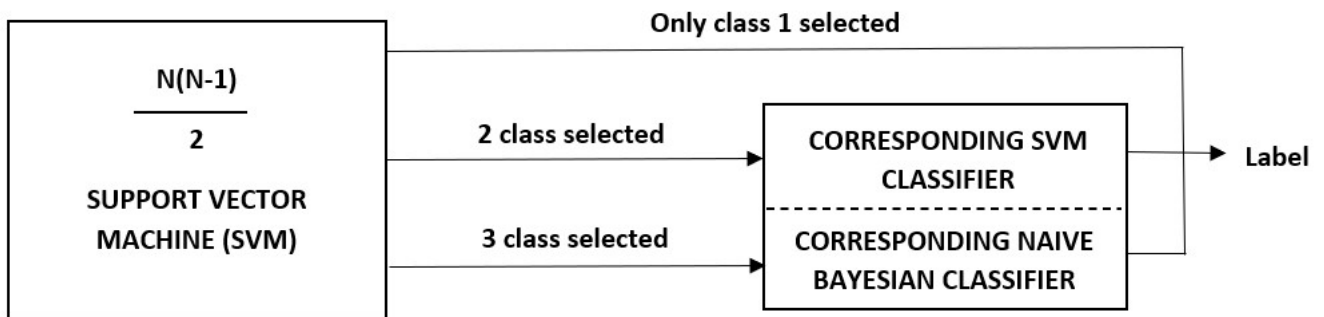 Only class 1 selected
N(N-1)
2
SUPPORT VECTOR
MACHINE (SVM)
2 class selected
3 class selected
CORRESPONDING SVM
CLASSIFIER
CORRESPONDING NAIVE
BAYESIAN CLASSIFIER
Label